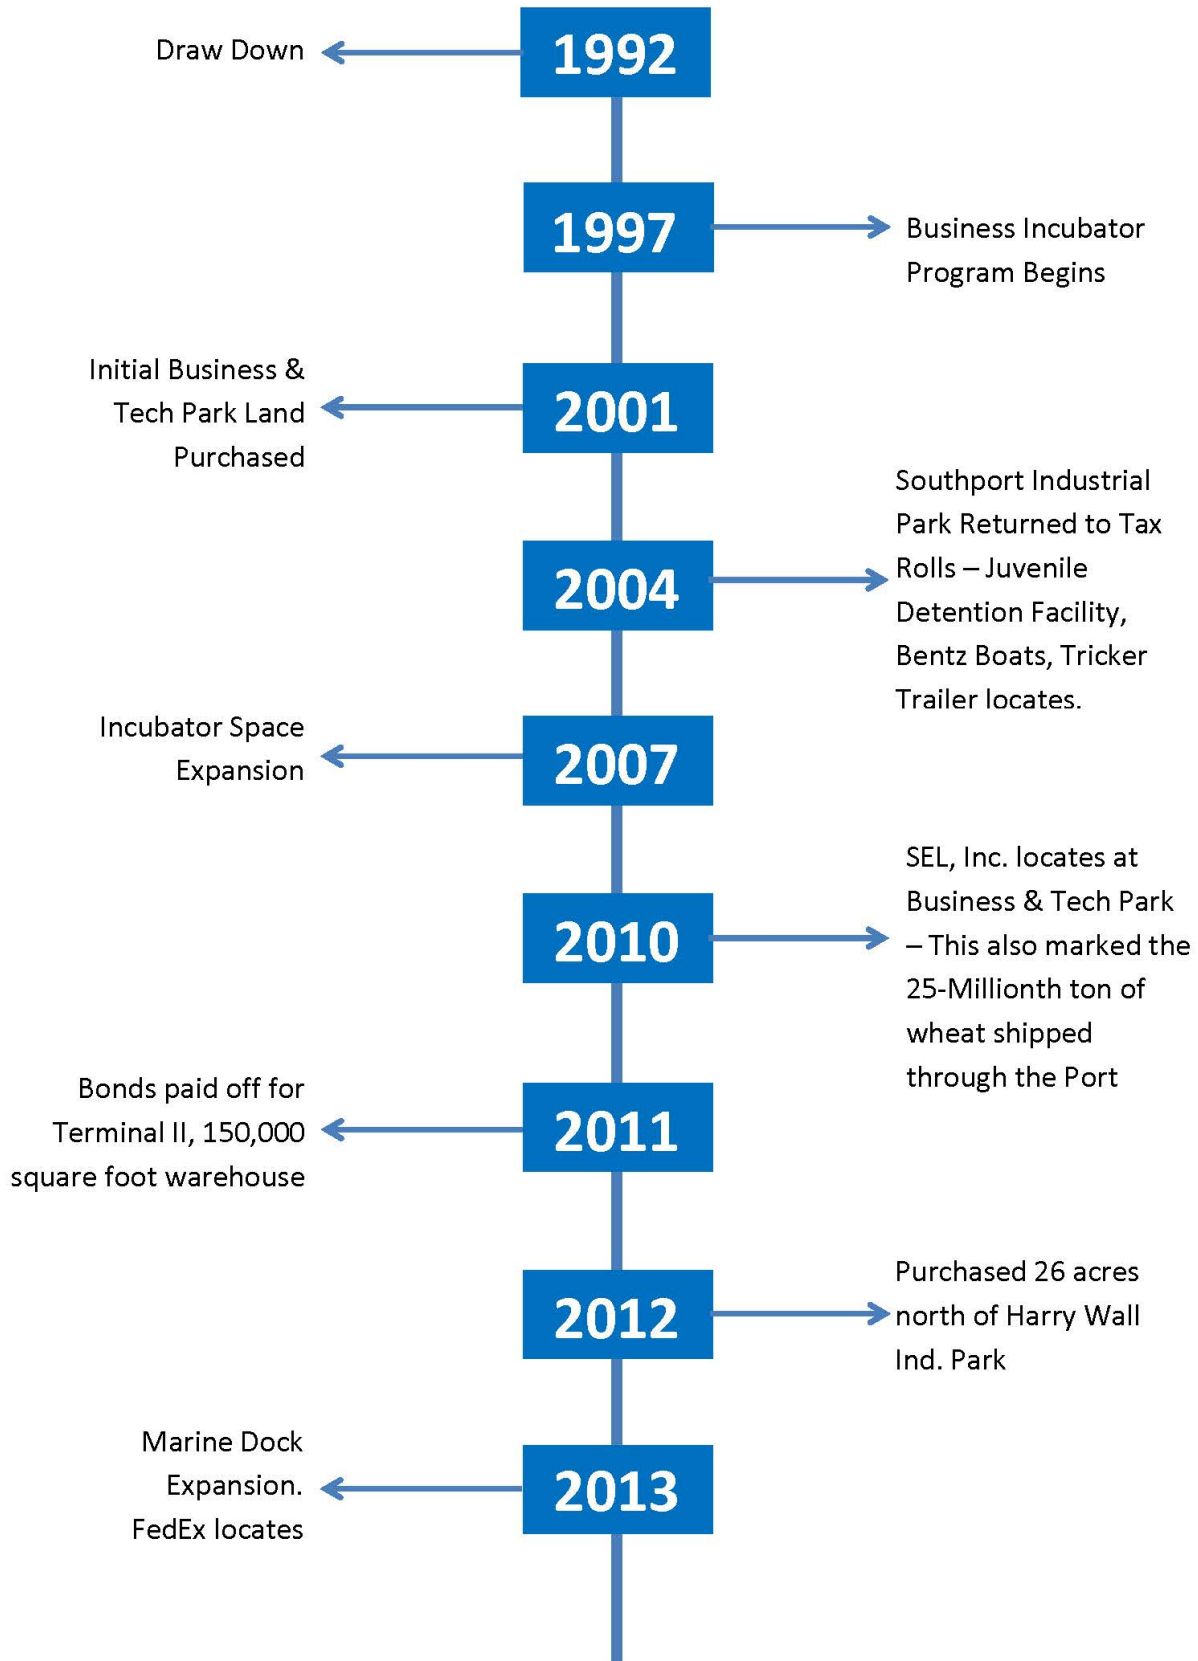 Draw Down
1992
1997
Business Incubator
Program Begins
Initial Business &
Tech Park Land
Purchased
2001
2004
Southport Industrial
Park Returned to Tax
Rolls – Juvenile
Detention Facility,
Bentz Boats, Tricker
Trailer locates.
Incubator Space
Expansion
2007
2010
SEL, Inc. locates at
Business & Tech Park
– This also marked the
25-Millionth ton of
wheat shipped
through the Port
Bonds paid off for
Terminal II, 150,000
square foot warehouse
2011
2012
Purchased 26 acres
north of Harry Wall
Ind. Park
Marine Dock
Expansion.
FedEx locates
2013